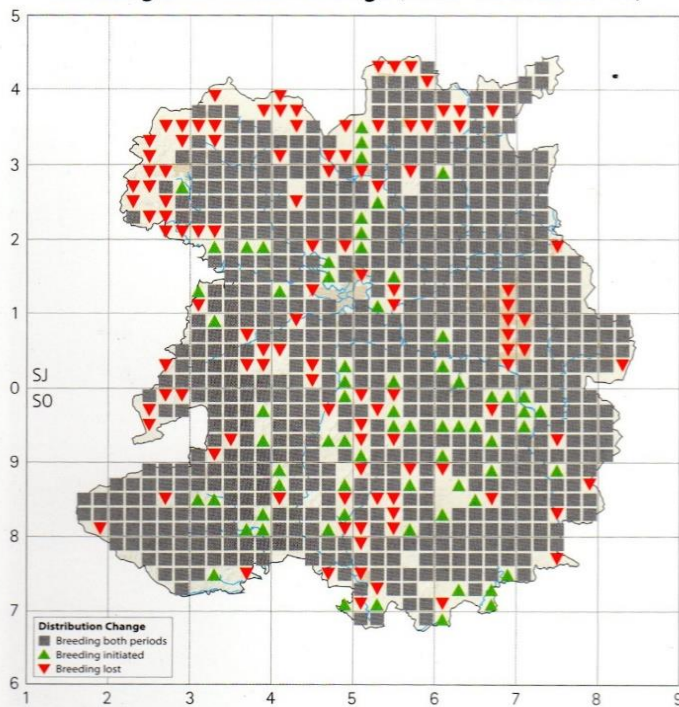 5
4
3
2
1
SJ
0
SO
9
8
7
6
Distribution Change
Breeding both periods
Breeding initiated
Breeding lost
1 2 3 4 5 6 7 8 9